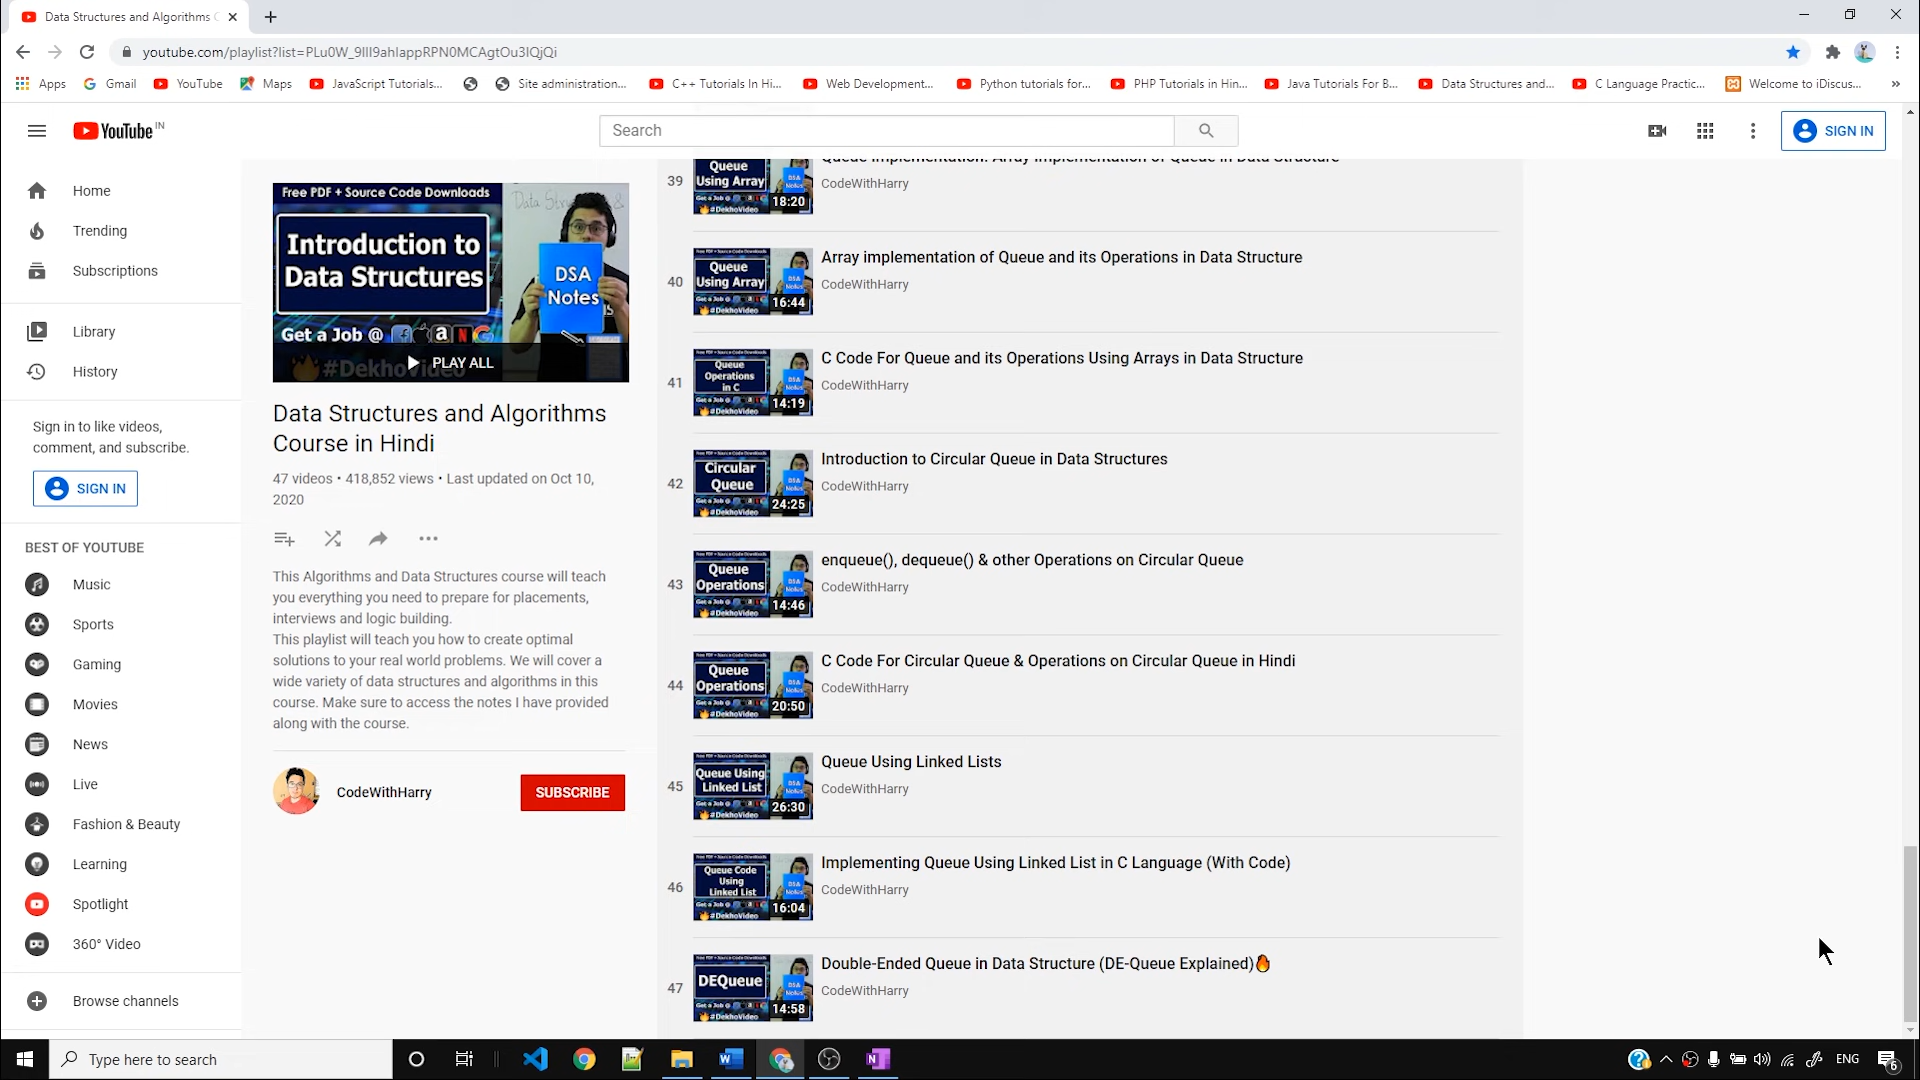 Data Structures and Algorithms C
youtube.com/playlist?list=PLu0W_9lII9ahIappRPN0MCAgtOu3lQjQi
Apps Gmail YouTube Maps JavaScript Tutorials... Site administration... C++ Tutorials In Hi... Web Development... Python tutorials for... PHP Tutorials in Hin... Java Tutorials For B... Data Structures and... C Language Practic... Welcome to iDiscus... »
YouTube IN
Search
SIGN IN
Home
Trending
Subscriptions
Library
History
Sign in to like videos,
comment, and subscribe.
SIGN IN
BEST OF YOUTUBE
Music
Sports
Gaming
Movies
News
Live
Fashion & Beauty
Learning
Spotlight
360° Video
Browse channels
Free PDF + Source Code Downloads
Introduction to
Data Structures
DSA
Notes
Get a Job @
#DekhoVideo
PLAY ALL
Data Structures and Algorithms
Course in Hindi
47 videos • 418,852 views • Last updated on Oct 10,
2020
This Algorithms and Data Structures course will teach
you everything you need to prepare for placements,
interviews and logic building.
This playlist will teach you how to create optimal
solutions to your real world problems. We will cover a
wide variety of data structures and algorithms in this
course. Make sure to access the notes I have provided
along with the course.
CodeWithHarry
SUBSCRIBE
39
Queue Using Array
18:20
Queue Implementation: Array Implementation of Queue in Data Structure
CodeWithHarry
40
Queue Using Array
16:44
Array implementation of Queue and its Operations in Data Structure
CodeWithHarry
41
Queue Operations in C
14:19
C Code For Queue and its Operations Using Arrays in Data Structure
CodeWithHarry
42
Circular Queue
24:25
Introduction to Circular Queue in Data Structures
CodeWithHarry
43
Queue Operations
14:46
enqueue(), dequeue() & other Operations on Circular Queue
CodeWithHarry
44
Queue Operations
20:50
C Code For Circular Queue & Operations on Circular Queue in Hindi
CodeWithHarry
45
Queue Using Linked List
26:30
Queue Using Linked Lists
CodeWithHarry
46
Queue Code Using Linked List
16:04
Implementing Queue Using Linked List in C Language (With Code)
CodeWithHarry
47
DEQueue
14:58
Double-Ended Queue in Data Structure (DE-Queue Explained)🔥
CodeWithHarry
Type here to search
ENG
6